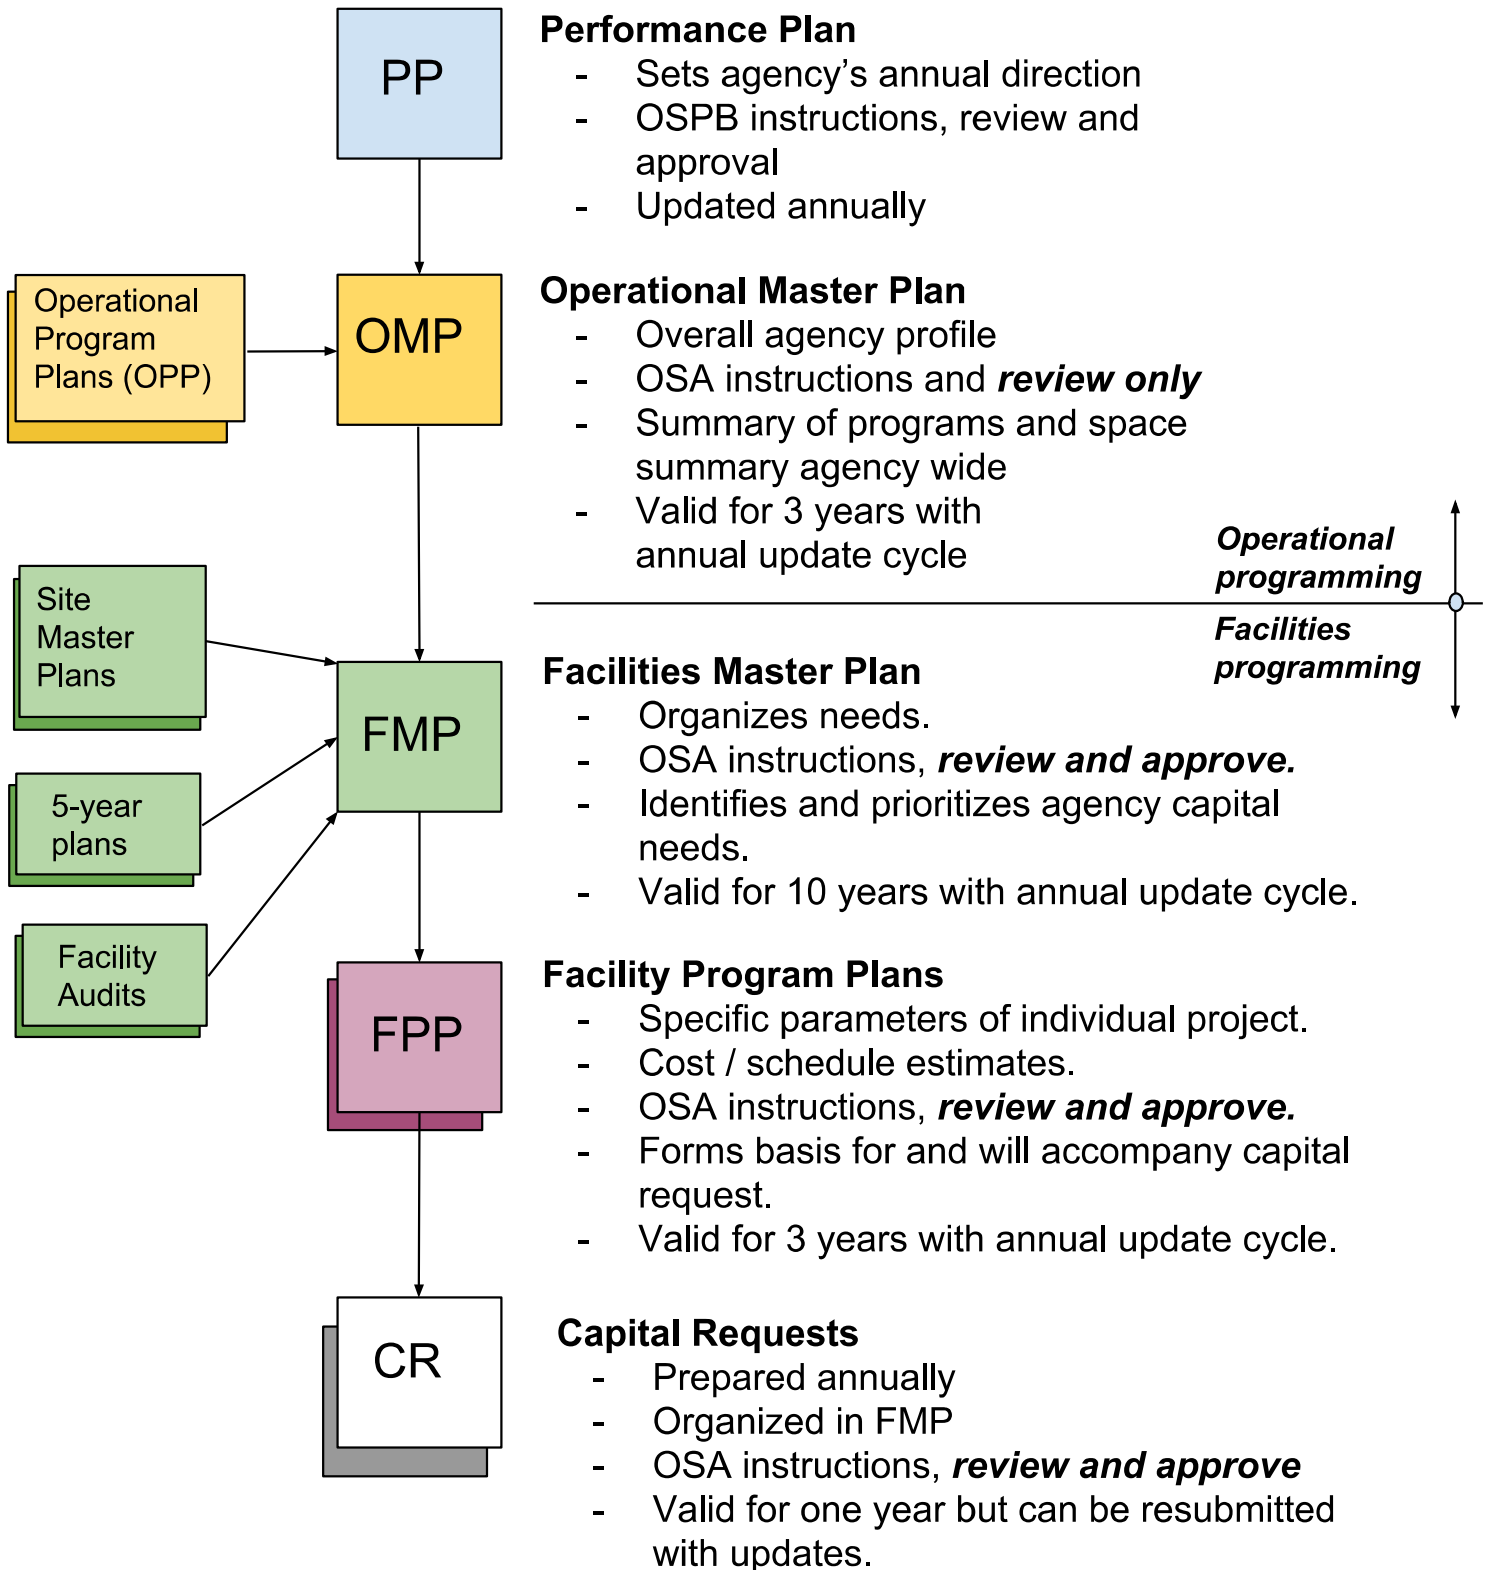 PP
Performance Plan
- Sets agency's annual direction
- OSPB instructions, review and
approval
- Updated annually
Operational
Program
Plans (OPP)
OMP
Operational Master Plan
- Overall agency profile
- OSA instructions and review only
- Summary of programs and space
summary agency wide
- Valid for 3 years with
annual update cycle
Operational
programming
Facilities
programming
Site
Master
Plans
5-year
plans
Facility
Audits
FMP
Facilities Master Plan
- Organizes needs.
- OSA instructions, review and approve.
- Identifies and prioritizes agency capital
needs.
- Valid for 10 years with annual update cycle.
FPP
Facility Program Plans
- Specific parameters of individual project.
- Cost / schedule estimates.
- OSA instructions, review and approve.
- Forms basis for and will accompany capital
request.
- Valid for 3 years with annual update cycle.
CR
Capital Requests
- Prepared annually
- Organized in FMP
- OSA instructions, review and approve
- Valid for one year but can be resubmitted
with updates.